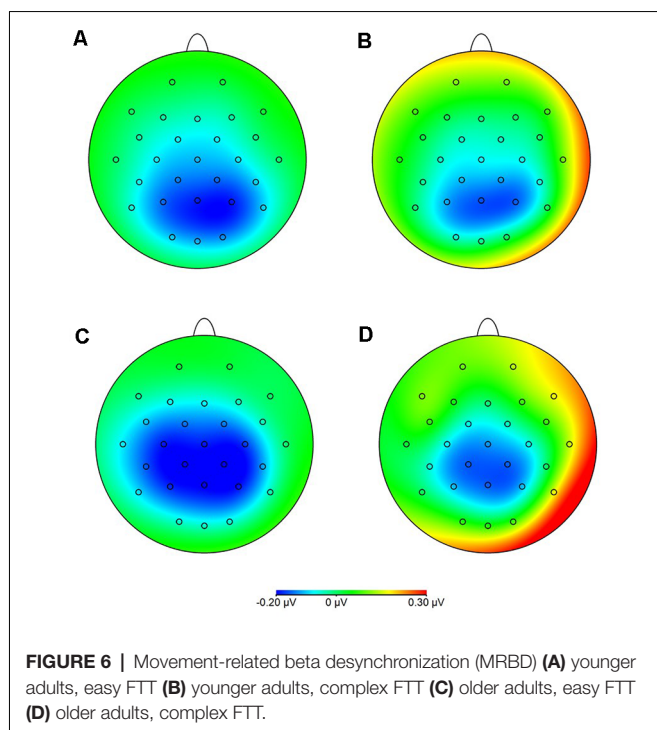 A
B
C
D
-0.20 µV 0 µV 0.30 µV
FIGURE 6 | Movement-related beta desynchronization (MRBD) (A) younger
adults, easy FTT (B) younger adults, complex FTT (C) older adults, easy FTT
(D) older adults, complex FTT.